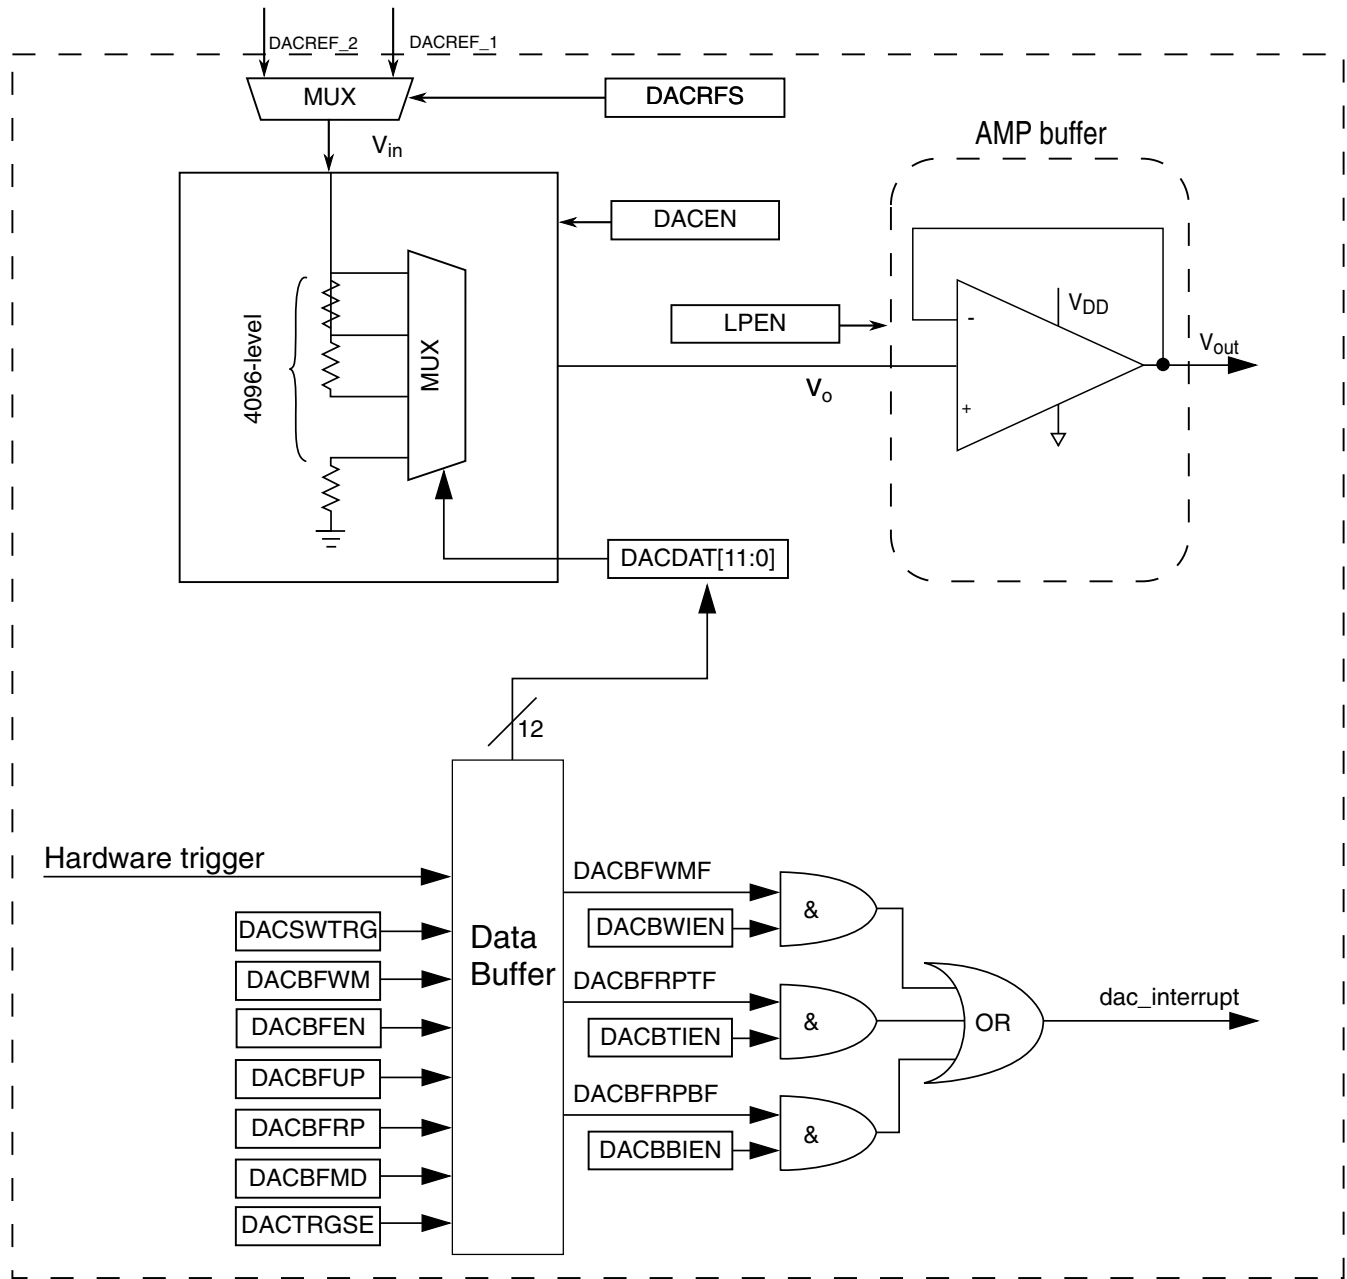 DACREF_2
DACREF_1
MUX
DACRFS
Vin
AMP buffer
DACEN
LPEN
VDD
-
+
Vout
Vo
4096-level
MUX
DACDAT[11:0]
12
Hardware trigger
DACSWTRG
DACBFWM
DACBFEN
DACBFUP
DACBFRP
DACBFMD
DACTRGSE
Data
Buffer
DACBFWMF
DACBWIEN
&
DACBFRPTF
DACBTIEN
&
DACBFRPBF
DACBBIEN
&
OR
dac_interrupt